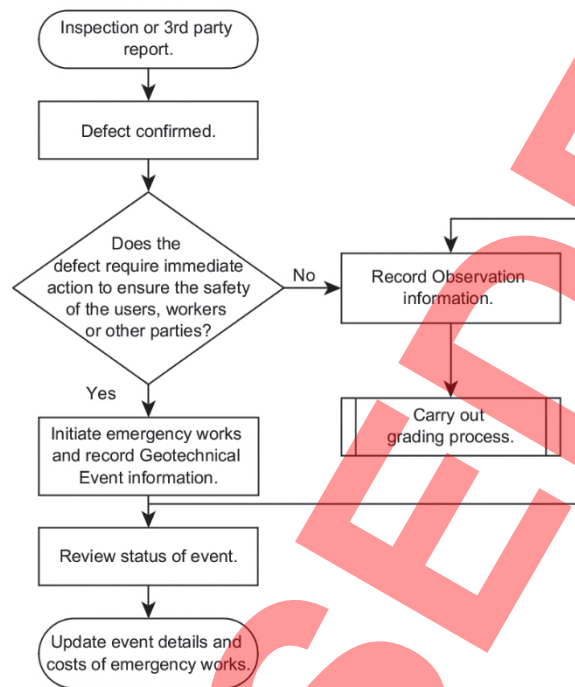 Inspection or 3rd party
report.
Defect confirmed.
Does the
defect require immediate
action to ensure the safety
of the users, workers
or other parties?
No
Record Observation
information.
Yes
Carry out
grading process.
Initiate emergency works
and record Geotechnical
Event information.
Review status of event.
Update event details and
costs of emergency works.